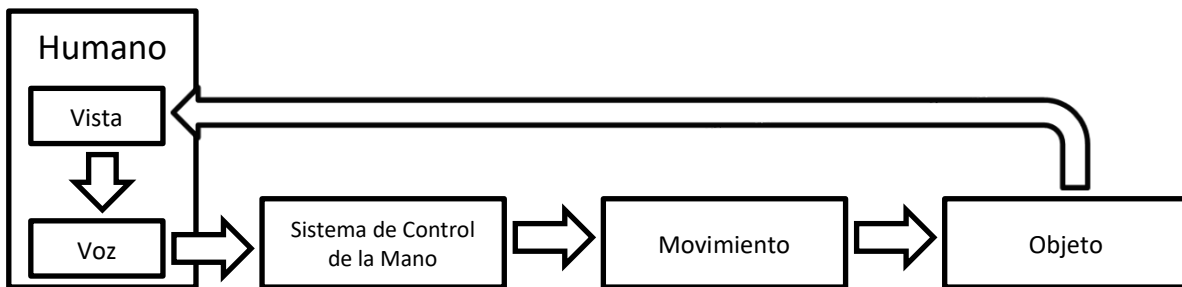 Humano
Vista
Voz
Sistema de Control
de la Mano
Movimiento
Objeto